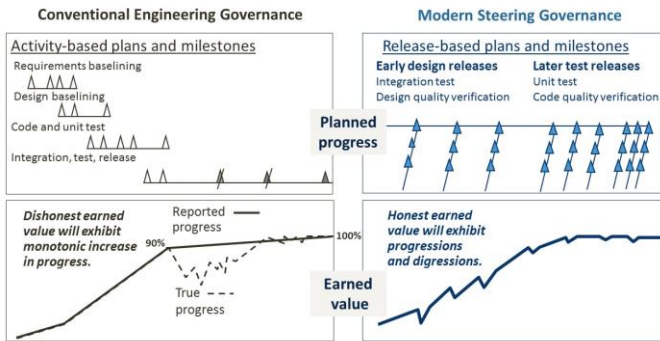 Conventional Engineering Governance
Activity-based plans and milestones
Requirements baselining
Design baselining
Code and unit test
Integration, test, release
Modern Steering Governance
Release-based plans and milestones
Early design releases
Integration test
Design quality verification
Later test releases
Unit test
Code quality verification
Planned
progress
Dishonest earned
value will exhibit
monotonic increase
in progress.
Reported
progress
90%
100%
True
progress
Earned
value
Honest earned
value will exhibit
progressions
and digressions.